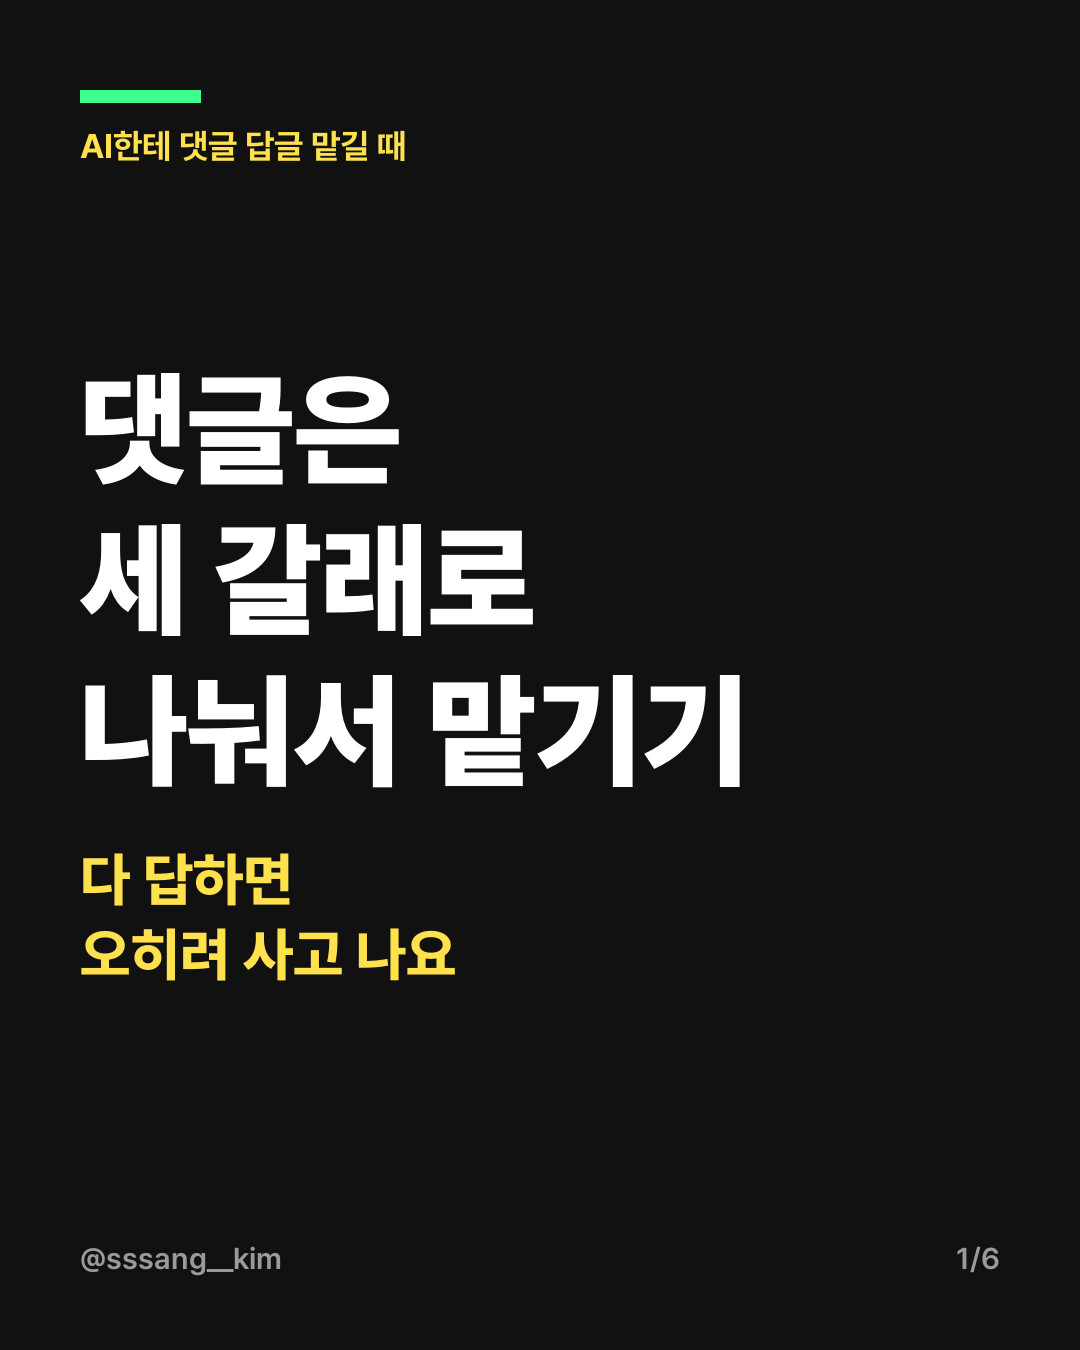 AI한테 댓글 답글 맡길 때
댓글은
세 갈래로
나눠서 맡기기
다 답하면
오히려 사고 나요
@sssang__kim
1/6